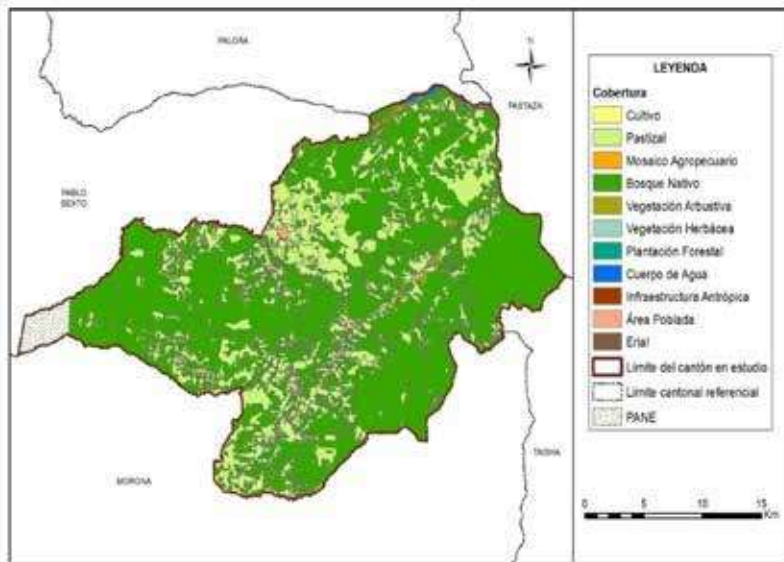 PALORA
N
PASTAZA
PABLO
SEXTO
MORONA
TAISHA
LEYENDA
Cobertura
Cultivo
Pastizal
Mosaico Agropecuario
Bosque Nativo
Vegetación Arbustiva
Vegetación Herbácea
Plantación Forestal
Cuerpo de Agua
Infraestructura Antrópica
Área Poblada
Erial
Límite del cantón en estudio
Límite cantonal referencial
PANE
0 5 10 15
Km